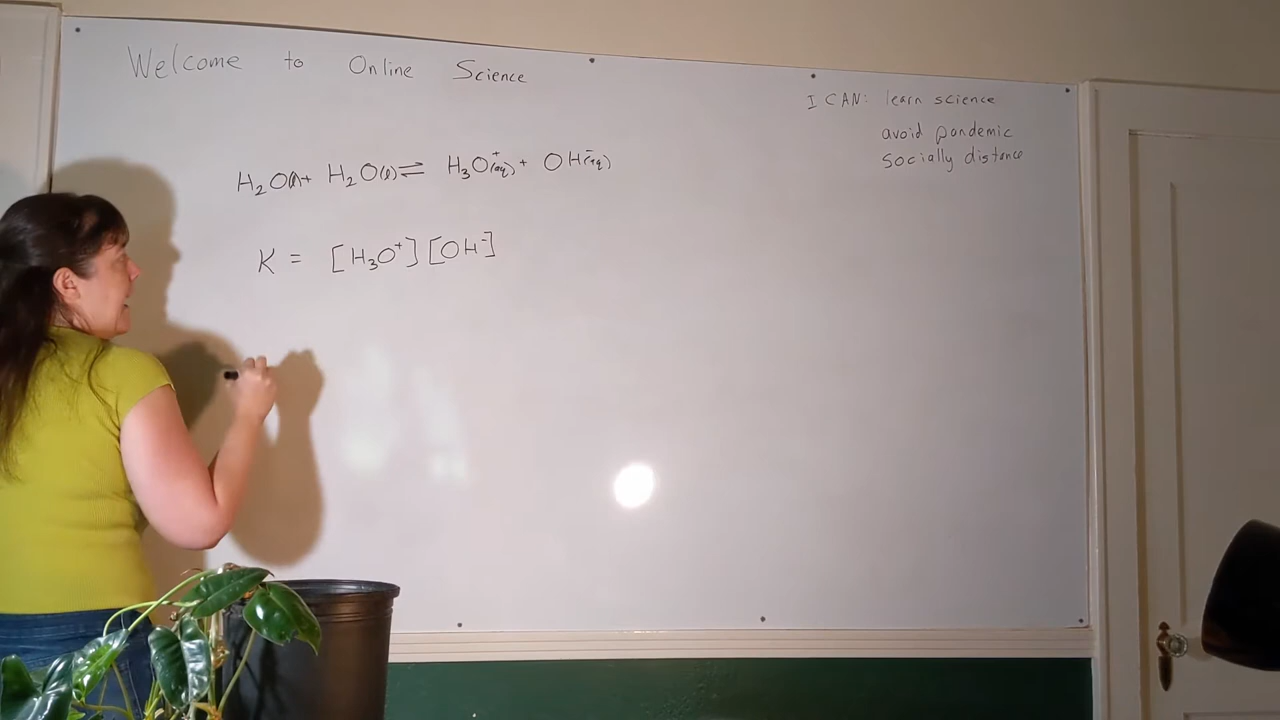 Welcome to Online Science
I CAN: learn science
avoid pandemic
socially distance
H₂O(l) + H₂O(l) ⇌ H₃O⁺(aq) + OH⁻(aq)
K = [H₃O⁺][OH⁻]